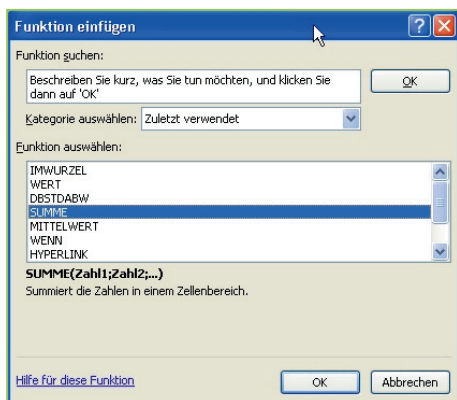 Funktion einfügen
Funktion suchen:
Beschreiben Sie kurz, was Sie tun möchten, und klicken Sie
dann auf 'OK'
OK
Kategorie auswählen: Zuletzt verwendet
Funktion auswählen:
IMWURZEL
WERT
DBSTDABW
SUMME
MITTELWERT
WENN
HYPERLINK
SUMME(Zahl1;Zahl2;...)
Summiert die Zahlen in einem Zellenbereich.
Hilfe für diese Funktion OK Abbrechen